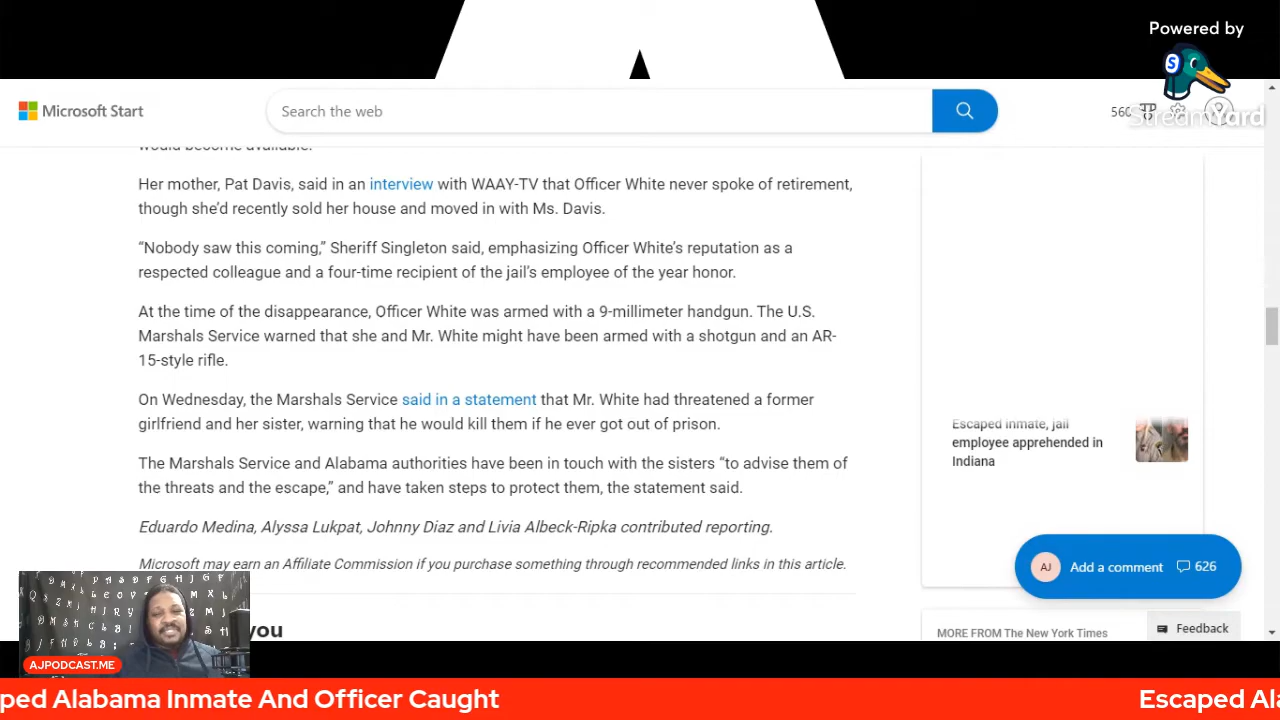 Powered by
StreamYard
Microsoft Start
Search the web
560
would become available.
Her mother, Pat Davis, said in an interview with WAAY-TV that Officer White never spoke of retirement,
though she’d recently sold her house and moved in with Ms. Davis.
“Nobody saw this coming,” Sheriff Singleton said, emphasizing Officer White’s reputation as a
respected colleague and a four-time recipient of the jail’s employee of the year honor.
At the time of the disappearance, Officer White was armed with a 9-millimeter handgun. The U.S.
Marshals Service warned that she and Mr. White might have been armed with a shotgun and an AR-
15-style rifle.
On Wednesday, the Marshals Service said in a statement that Mr. White had threatened a former
girlfriend and her sister, warning that he would kill them if he ever got out of prison.
The Marshals Service and Alabama authorities have been in touch with the sisters “to advise them of
the threats and the escape,” and have taken steps to protect them, the statement said.
Eduardo Medina, Alyssa Lukpat, Johnny Diaz and Livia Albeck-Ripka contributed reporting.
Microsoft may earn an Affiliate Commission if you purchase something through recommended links in this article.
you
Escaped inmate, jail
employee apprehended in
Indiana
AJ Add a comment 626
MORE FROM The New York Times
Feedback
AJPODCAST.ME
ped Alabama Inmate And Officer Caught
Escaped Ala